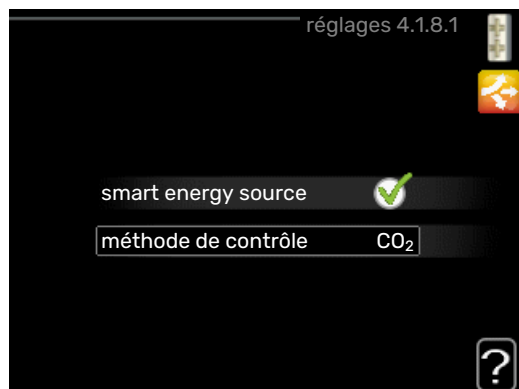 réglages 4.1.8.1
smart energy source
méthode de contrôle CO₂
?